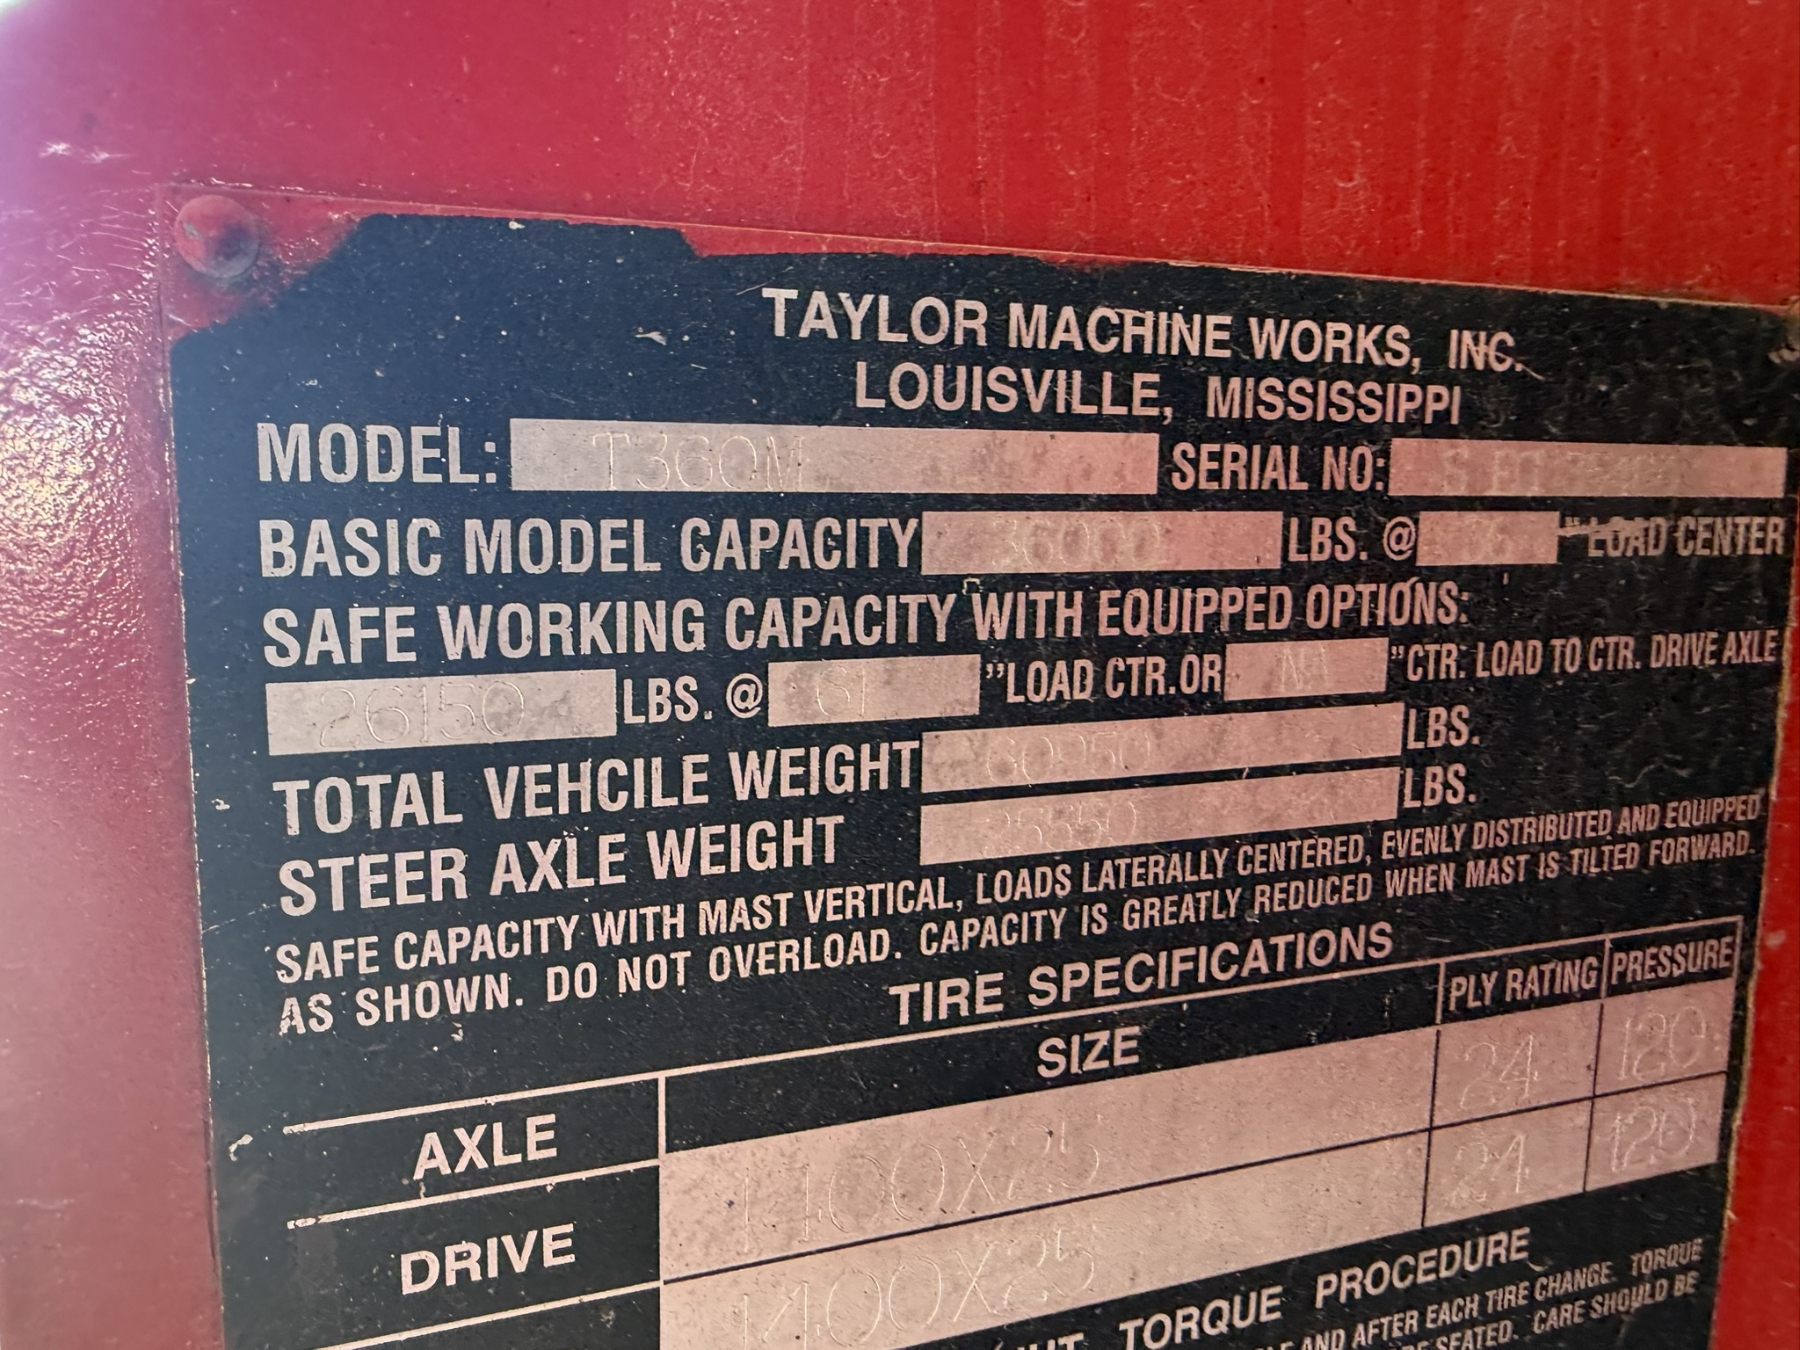 TAYLOR MACHINE WORKS, INC.
LOUISVILLE, MISSISSIPPI
MODEL: T360M SERIAL NO:
BASIC MODEL CAPACITY 36000 LBS. @ "LOAD CENTER
SAFE WORKING CAPACITY WITH EQUIPPED OPTIONS:
26150 LBS. @ 61 "LOAD CTR.OR NA "CTR. LOAD TO CTR. DRIVE AXLE
TOTAL VEHCILE WEIGHT LBS.
STEER AXLE WEIGHT LBS.
SAFE CAPACITY WITH MAST VERTICAL, LOADS LATERALLY CENTERED, EVENLY DISTRIBUTED AND EQUIPPED
AS SHOWN. DO NOT OVERLOAD. CAPACITY IS GREATLY REDUCED WHEN MAST IS TILTED FORWARD.
TIRE SPECIFICATIONS
AXLE SIZE PLY RATING PRESSURE
DRIVE 1400X25 24 120
1400X25 24 120
TORQUE PROCEDURE
AND AFTER EACH TIRE CHANGE. TORQUE
SEATED. CARE SHOULD BE